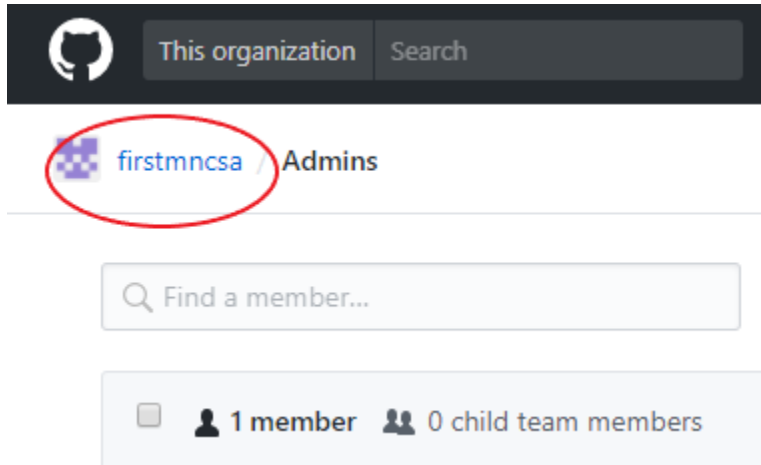 This organization Search
firstmncsa / Admins
Find a member...
1 member 0 child team members